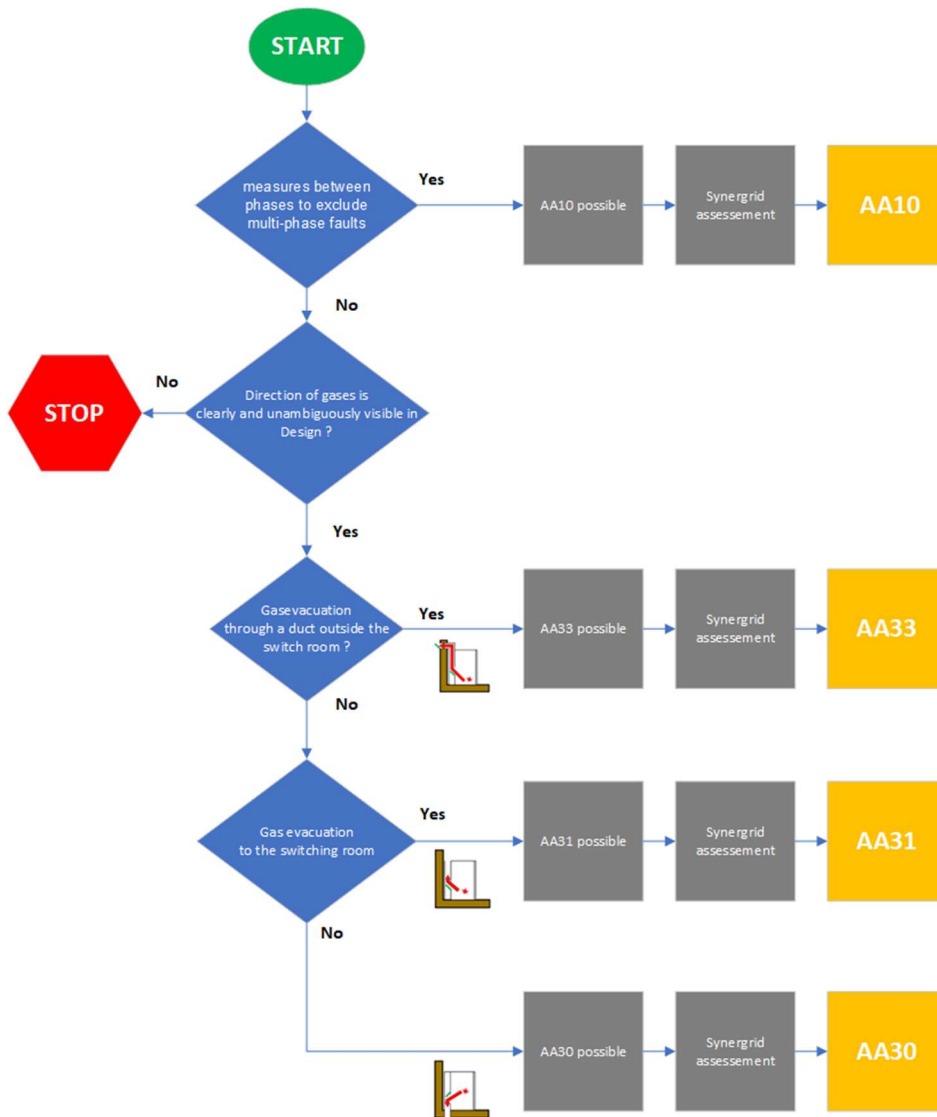 START
measures between
phases to exclude
multi-phase faults
Yes
AA10 possible
Synergrid
assessement
AA10
No
Direction of gases is
clearly and unambiguously visible in
Design ?
No
STOP
Yes
Gasevacuation
through a duct outside the
switch room ?
Yes
AA33 possible
Synergrid
assessment
AA33
No
Gas evacuation
to the switching room
Yes
AA31 possible
Synergrid
assessment
AA31
No
AA30 possible
Synergrid
assessment
AA30